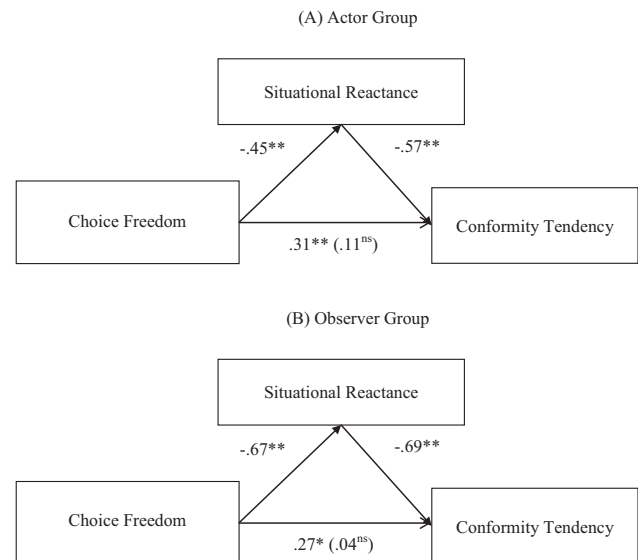 (A) Actor Group
Situational Reactance
-.45**
-.57**
Choice Freedom
Conformity Tendency
.31** (.11ns)
(B) Observer Group
Situational Reactance
-.67**
-.69**
Choice Freedom
Conformity Tendency
.27* (.04ns)